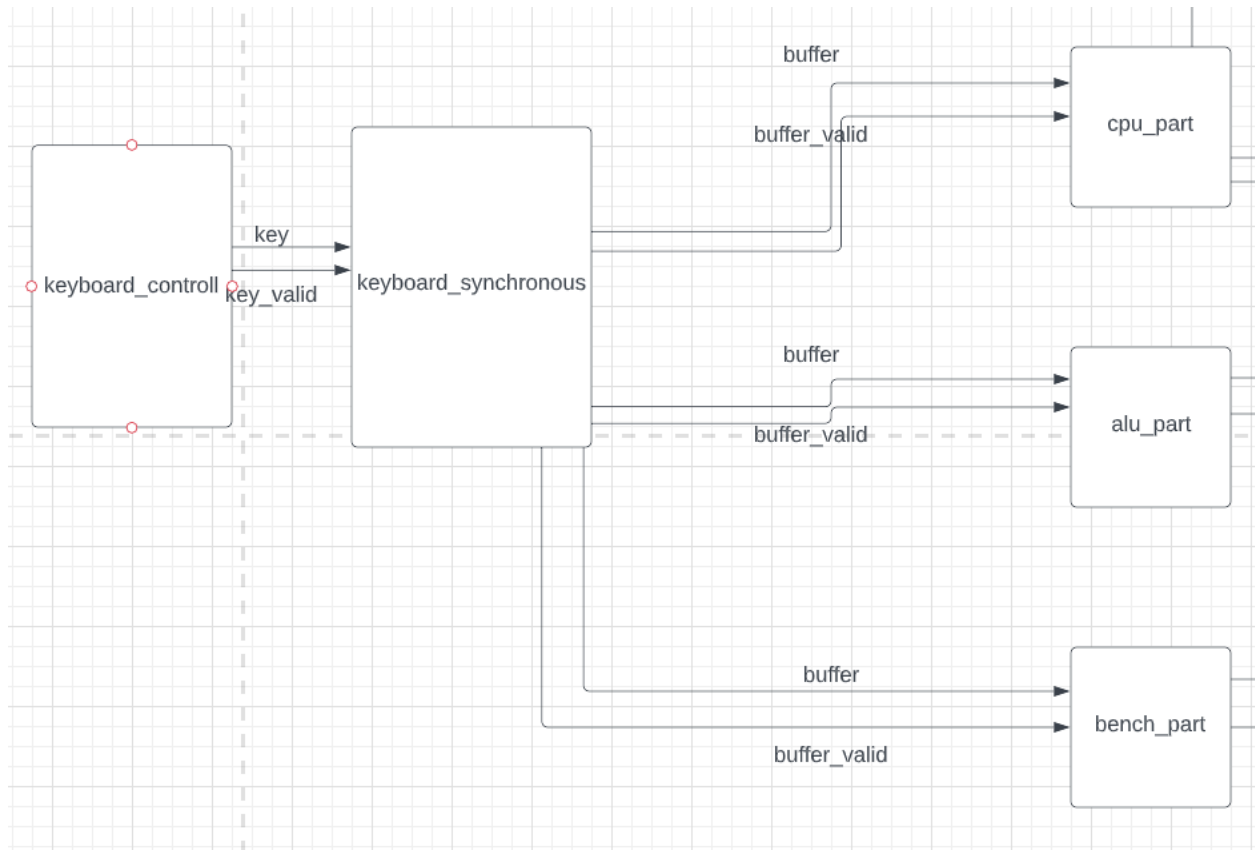 buffer
cpu_part
buffer_valid
key
keyboard_controll
keyboard_synchronous
key_valid
buffer
alu_part
buffer_valid
buffer
bench_part
buffer_valid